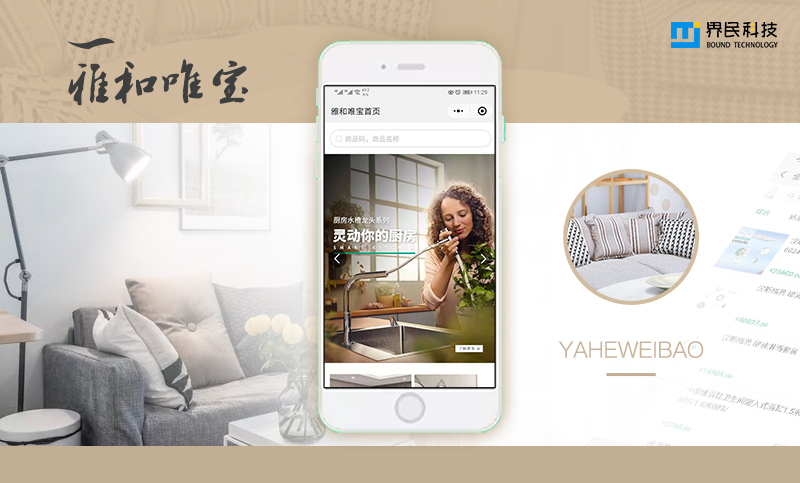 雅和唯宝
界民科技
BOUND TECHNOLOGY
11:29
雅和唯宝首页
商品码，商品名称
厨房水槽龙头系列
灵动你的厨房
SMART KITCHEN
了解更多
YAHEWEIBAO
综合